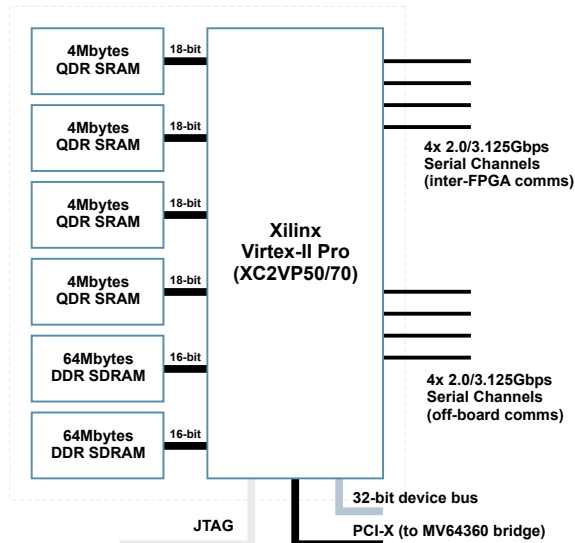 4Mbytes
QDR SRAM
18-bit
4Mbytes
QDR SRAM
18-bit
4Mbytes
QDR SRAM
18-bit
4Mbytes
QDR SRAM
18-bit
64Mbytes
DDR SDRAM
16-bit
64Mbytes
DDR SDRAM
16-bit
Xilinx
Virtex-II Pro
(XC2VP50/70)
4x 2.0/3.125Gbps
Serial Channels
(inter-FPGA comms)
4x 2.0/3.125Gbps
Serial Channels
(off-board comms)
32-bit device bus
JTAG
PCI-X (to MV64360 bridge)